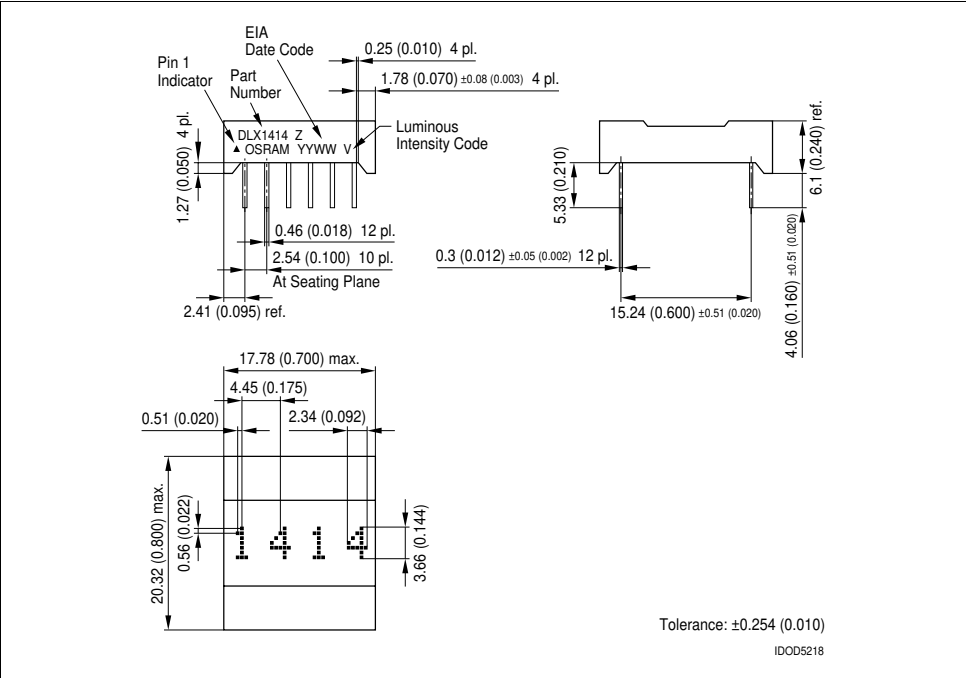 EIA
Date Code
Pin 1
Indicator
Part
Number
0.25 (0.010) 4 pl.
1.78 (0.070) ±0.08 (0.003) 4 pl.
DLX1414 Z
▲ OSRAM YYWW V
Luminous
Intensity Code
1.27 (0.050) 4 pl.
0.46 (0.018) 12 pl.
2.54 (0.100) 10 pl.
At Seating Plane
2.41 (0.095) ref.
5.33 (0.210)
6.1 (0.240) ref.
0.3 (0.012) ±0.05 (0.002) 12 pl.
15.24 (0.600) ±0.51 (0.020)
4.06 (0.160) ±0.51 (0.020)
17.78 (0.700) max.
4.45 (0.175)
0.51 (0.020)
2.34 (0.092)
20.32 (0.800) max.
0.56 (0.022)
1414
3.66 (0.144)
Tolerance: ±0.254 (0.010)
IDOD5218